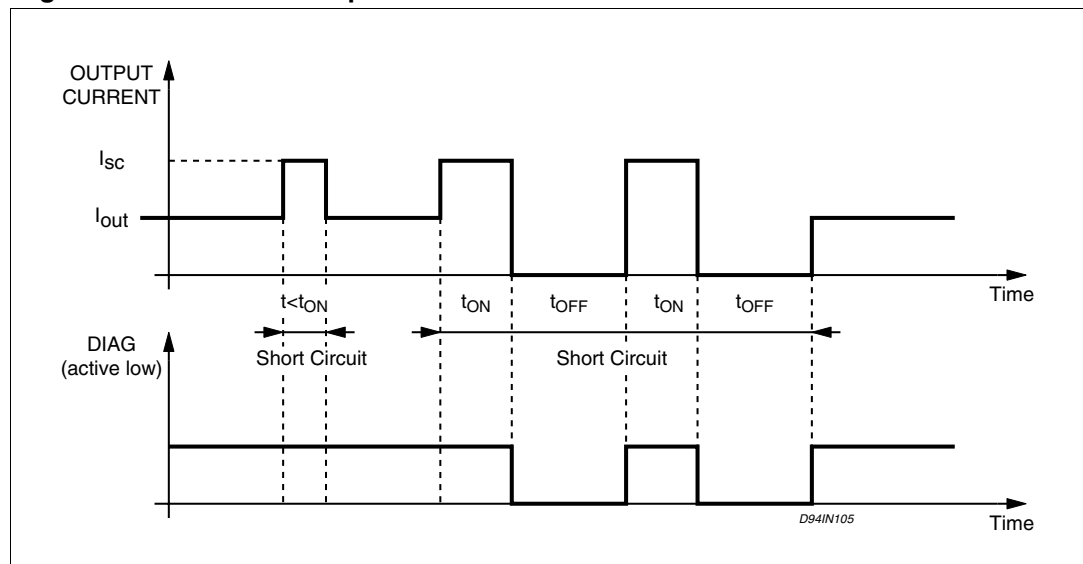 OUTPUT
CURRENT
Isc
Iout
Time
t<tON
tON
tOFF
tON
tOFF
DIAG
(active low)
Short Circuit
Short Circuit
D94IN105
Time